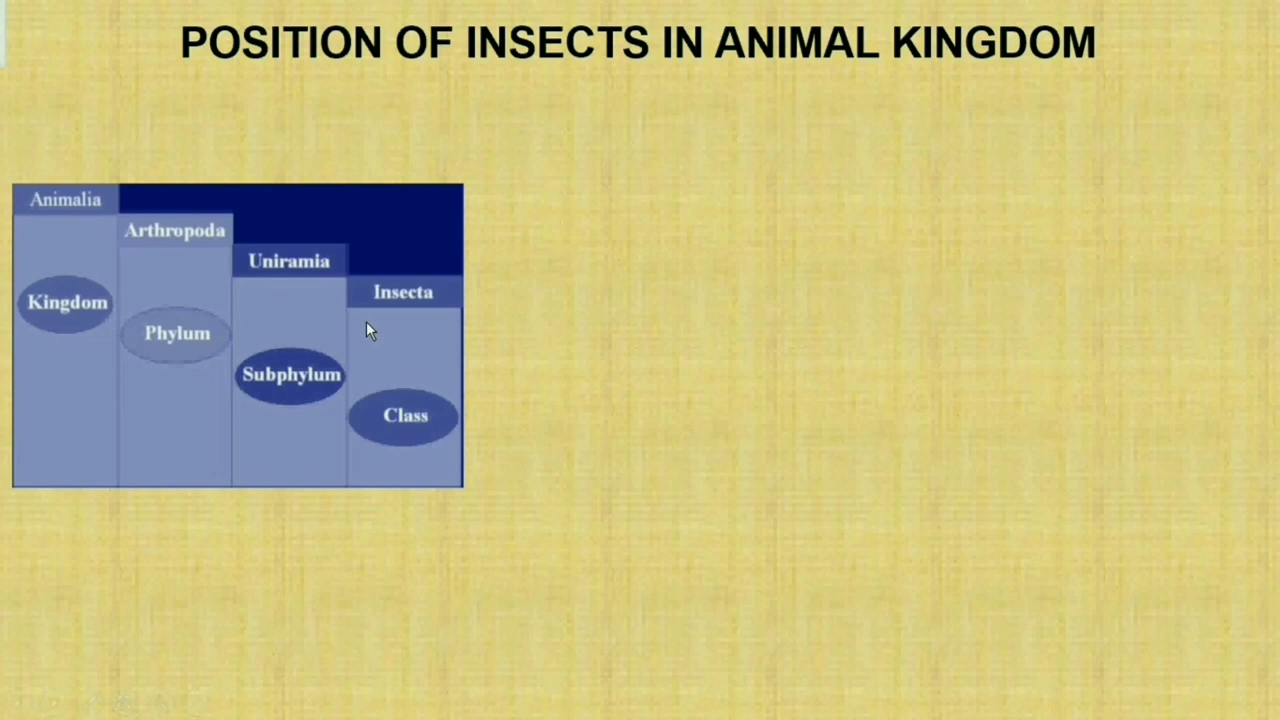 POSITION OF INSECTS IN ANIMAL KINGDOM
Animalia
Arthropoda
Uniramia
Insecta
Kingdom
Phylum
Subphylum
Class